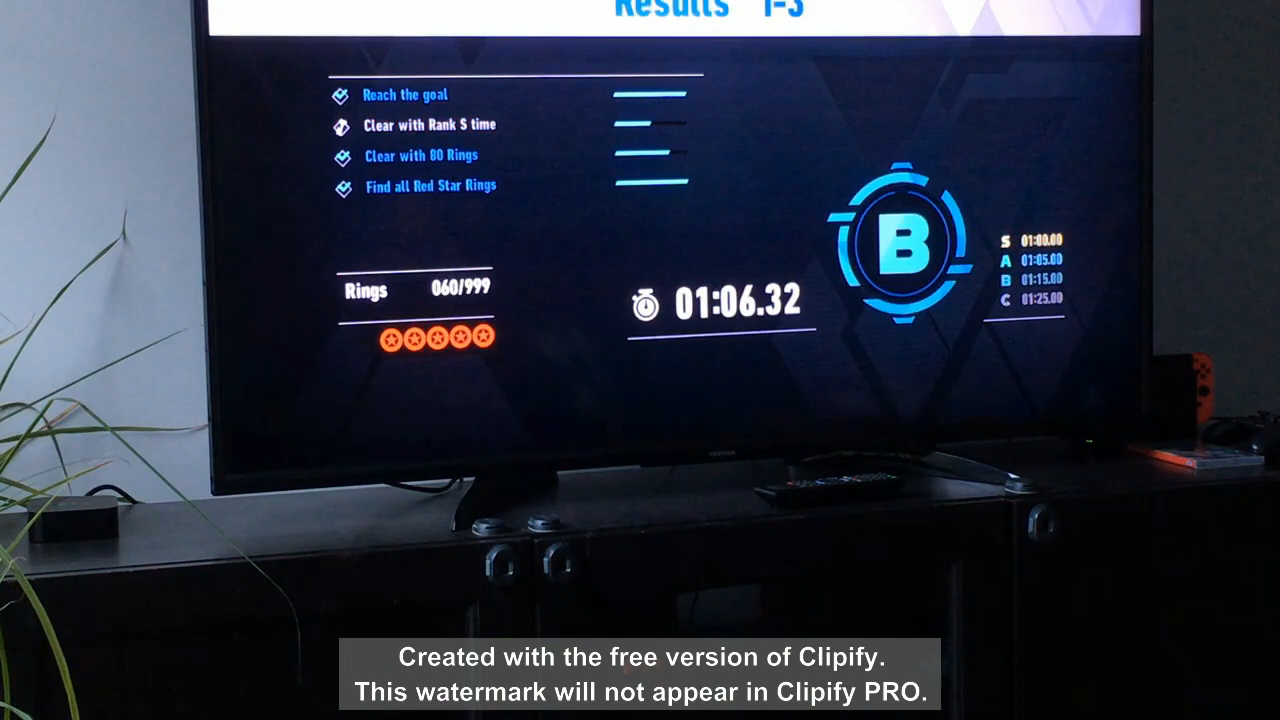 Results 1-3
Reach the goal
Clear with Rank S time
Clear with 80 Rings
Find all Red Star Rings
Rings 060/999
01:06.32
B
S 01:00.00
A 01:05.00
B 01:15.00
C 01:25.00
TOSHIBA
Created with the free version of Clipify.
This watermark will not appear in Clipify PRO.